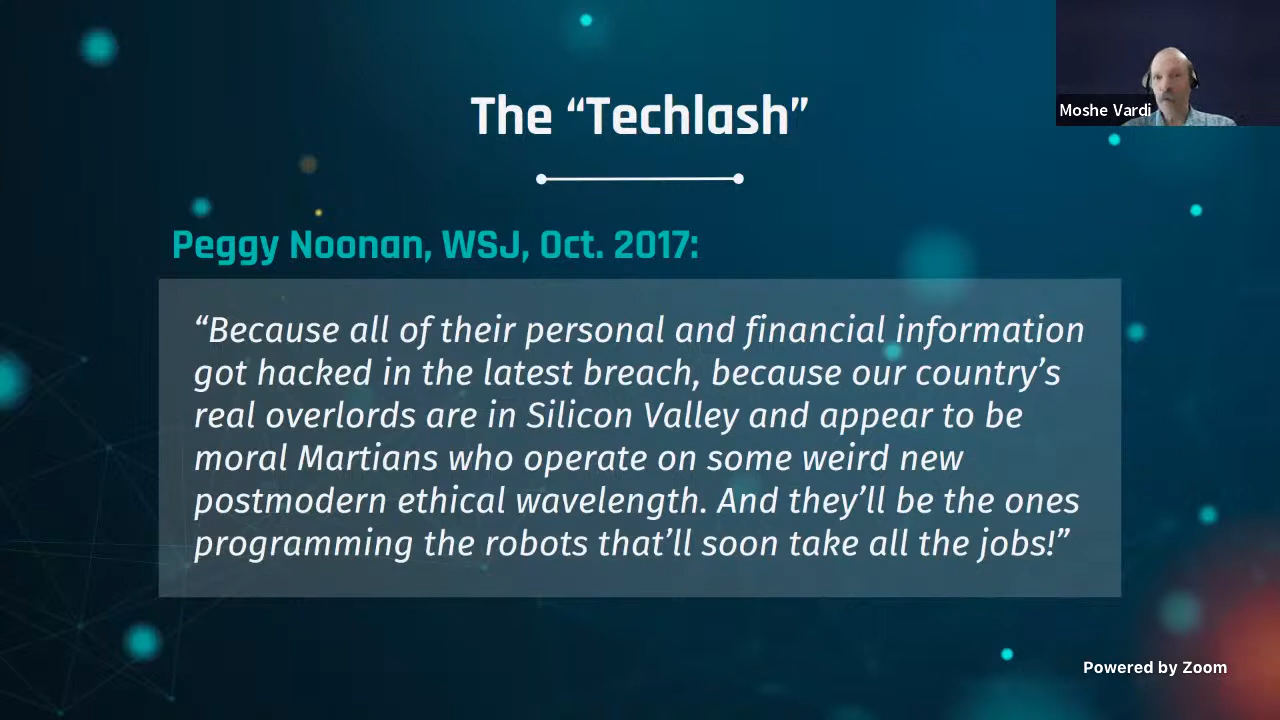 The “Techlash”
Moshe Vardi
Peggy Noonan, WSJ, Oct. 2017:
“Because all of their personal and financial information
got hacked in the latest breach, because our country’s
real overlords are in Silicon Valley and appear to be
moral Martians who operate on some weird new
postmodern ethical wavelength. And they’ll be the ones
programming the robots that’ll soon take all the jobs!”
Powered by Zoom